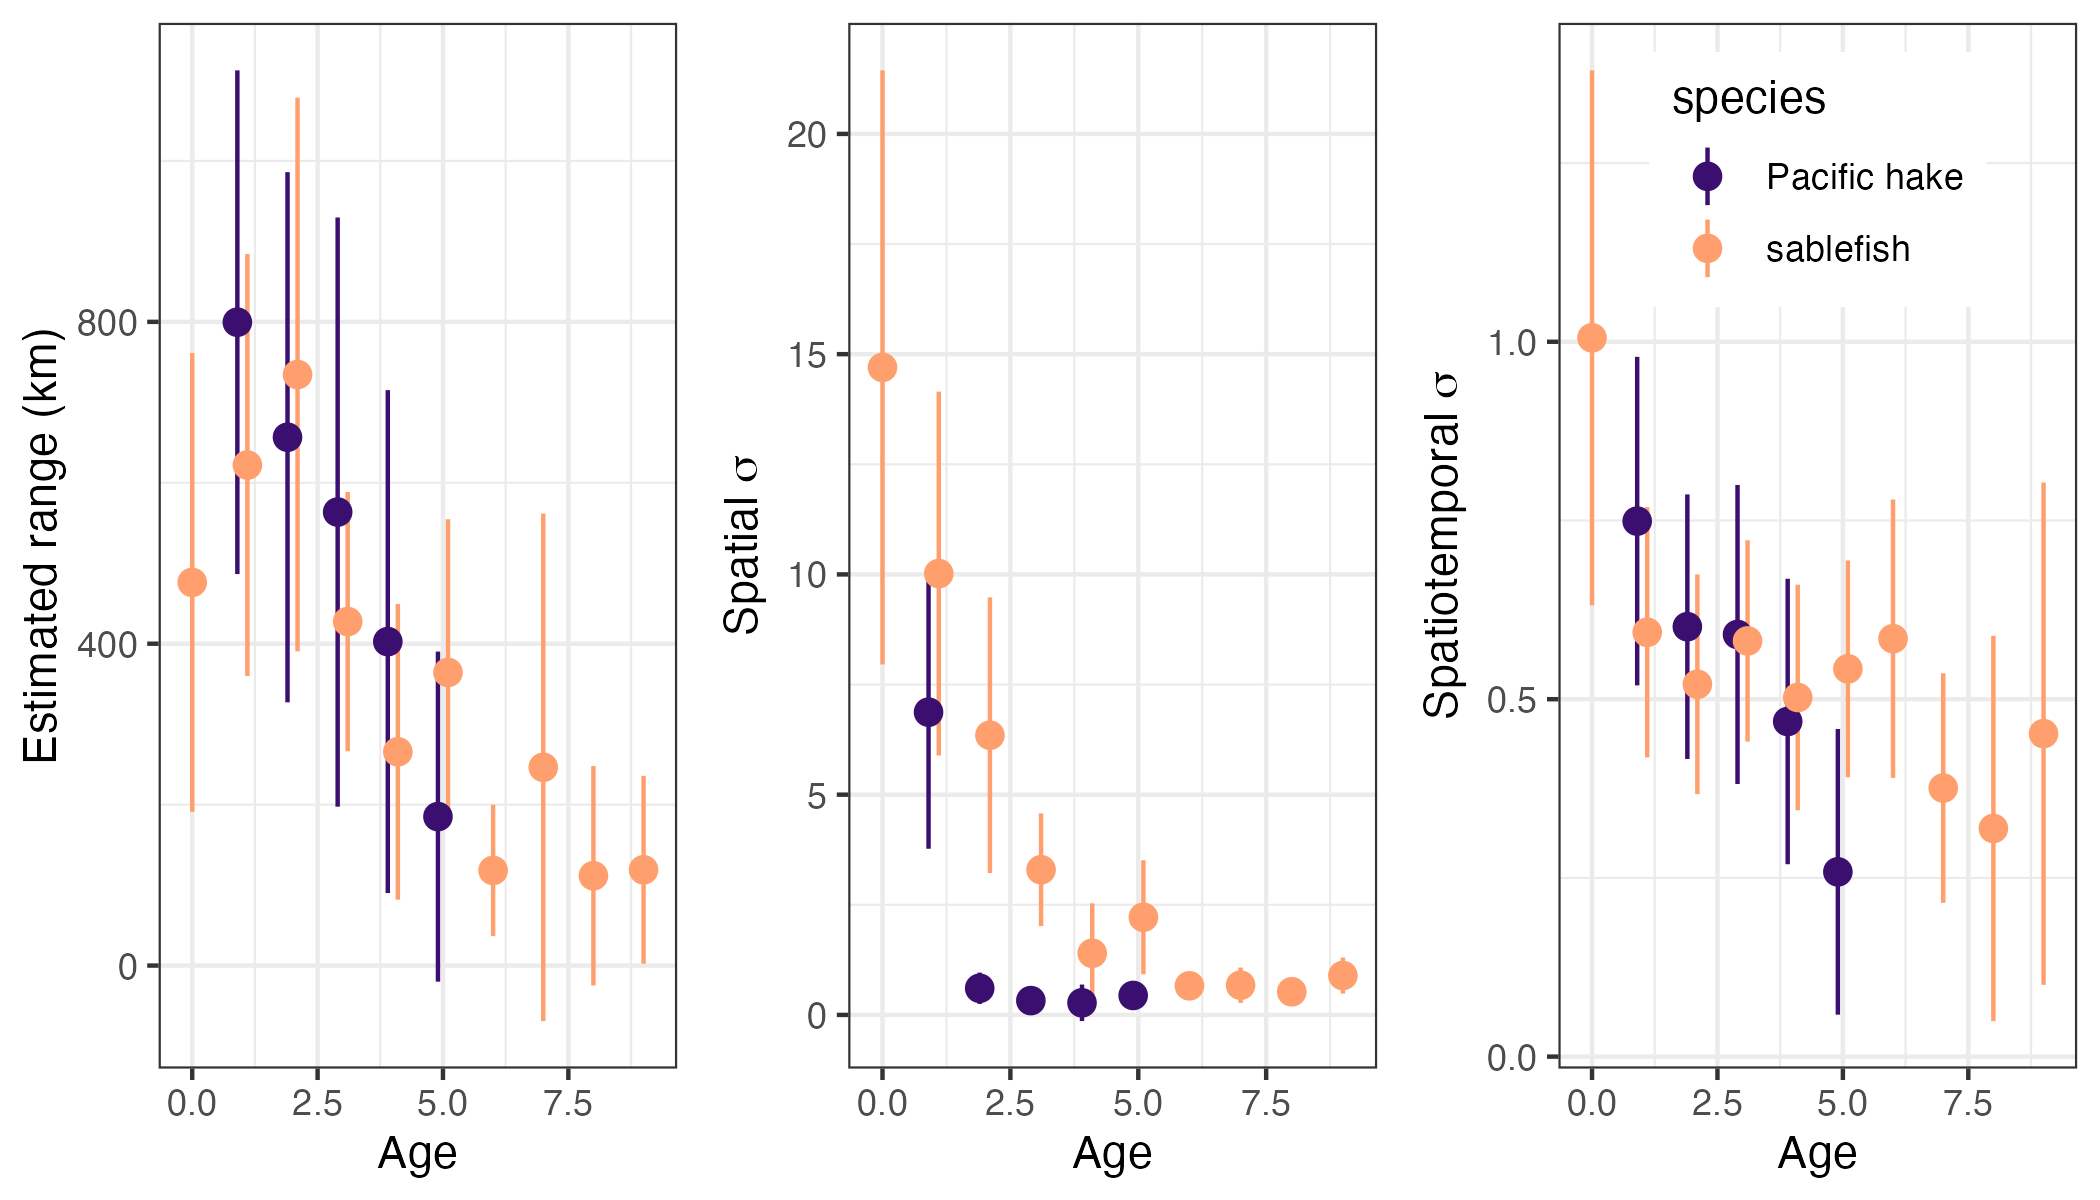 Estimated range (km)
800
400
0
0.0 2.5 5.0 7.5
Age
Spatial σ
20
15
10
5
0
0.0 2.5 5.0 7.5
Age
Spatiotemporal σ
1.0
0.5
0.0
0.0 2.5 5.0 7.5
Age
species
Pacific hake
sablefish